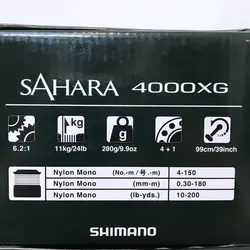 SAHARA 4000XG
kg
6.2:1 11kg/24lb 280g/9.9oz 4 + 1 99cm/39inch
Nylon Mono (No.-m / 号.-m) 4-150
Nylon Mono (mm-m) 0.30-180
Nylon Mono (lb-yds.) 10-200
SHIMANO